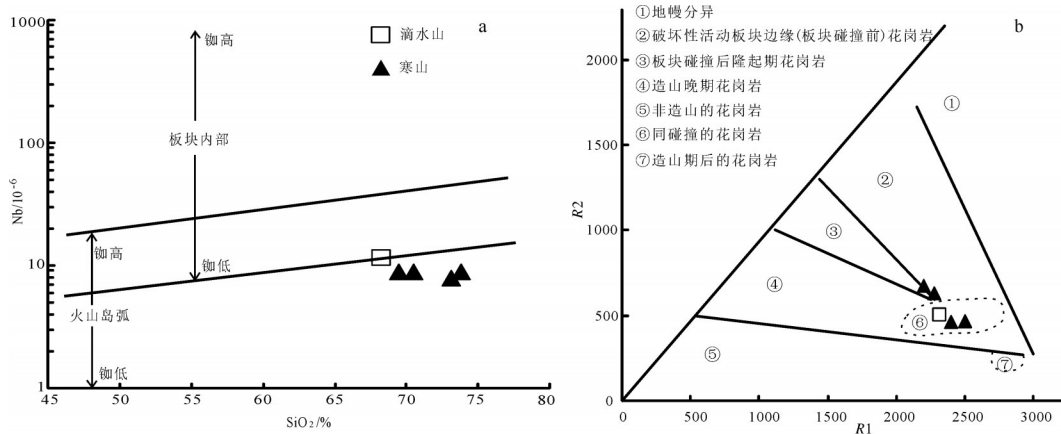 a
1000
100
10
1
Nb/10⁻⁶
铷高
板块内部
铷低
铷高
火山岛弧
铷低
滴水山
寒山
45
50
55
60
65
70
75
80
SiO₂/%
b
①地幔分异
②破坏性活动板块边缘(板块碰撞前)花岗岩
③板块碰撞后隆起期花岗岩
④造山晚期花岗岩
⑤非造山的花岗岩
⑥同碰撞的花岗岩
⑦造山期后的花岗岩
2000
1500
1000
500
0
R2
①
②
③
④
⑤
⑥
⑦
0
500
1000
1500
2000
2500
3000
R1